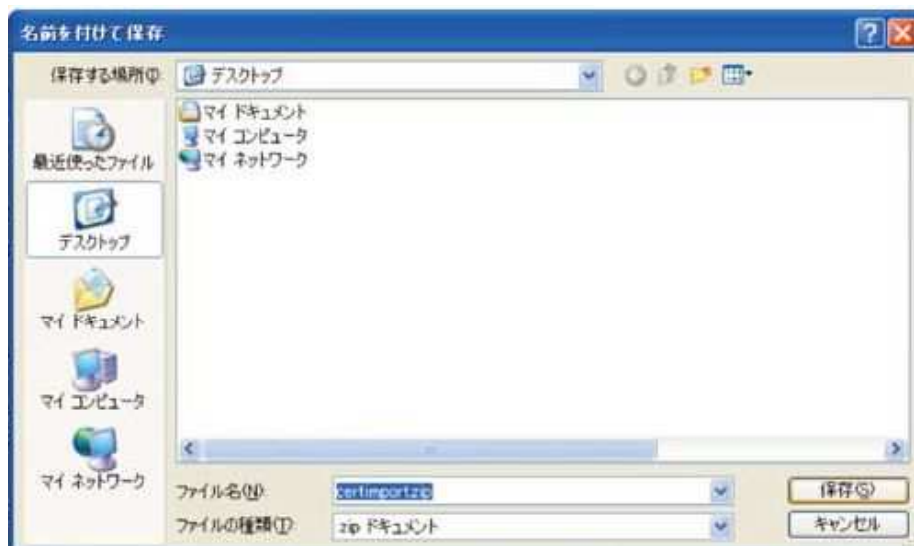 名前を付けて保存
保存する場所(I):
デスクトップ
マイ ドキュメント
マイ コンピュータ
マイ ネットワーク
最近使ったファイル
デスクトップ
マイ ドキュメント
マイ コンピュータ
マイ ネットワーク
ファイル名(N):
certimport.zip
保存(S)
ファイルの種類(T):
zip ドキュメント
キャンセル